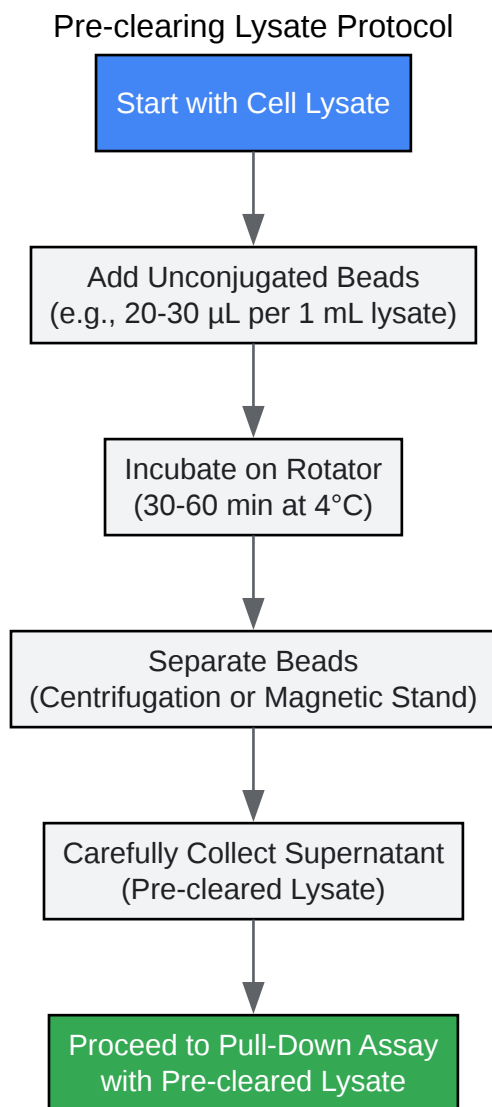 Pre-clearing Lysate Protocol
Start with Cell Lysate
Add Unconjugated Beads
(e.g., 20-30 µL per 1 mL lysate)
Incubate on Rotator
(30-60 min at 4°C)
Separate Beads
(Centrifugation or Magnetic Stand)
Carefully Collect Supernatant
(Pre-cleared Lysate)
Proceed to Pull-Down Assay
with Pre-cleared Lysate